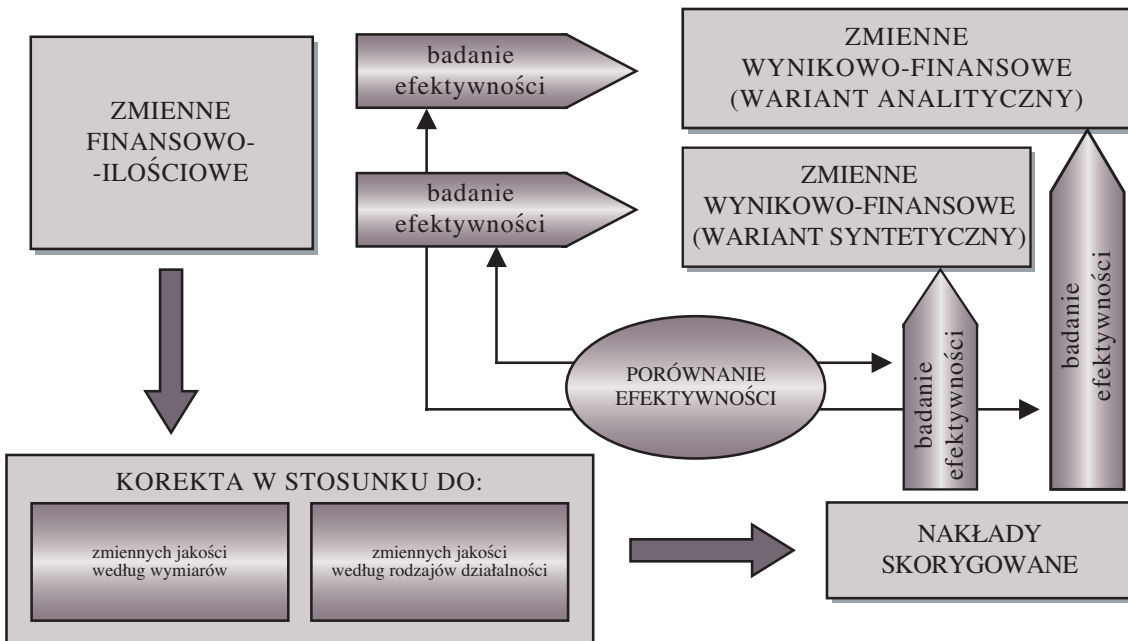 ZMIENNE
FINANSOWO-
-ILOŚCIOWE
badanie
efektywności
ZMIENNE
WYNIKOWO-FINANSOWE
(WARIANT ANALITYCZNY)
badanie
efektywności
ZMIENNE
WYNIKOWO-FINANSOWE
(WARIANT SYNTETYCZNY)
PORÓWNANIE
EFEKTYWNOŚCI
badanie
efektywności
badanie
efektywności
KOREKTA W STOSUNKU DO:
zmiennych jakości
według wymiarów
zmiennych jakości
według rodzajów działalności
NAKŁADY
SKORYGOWANE